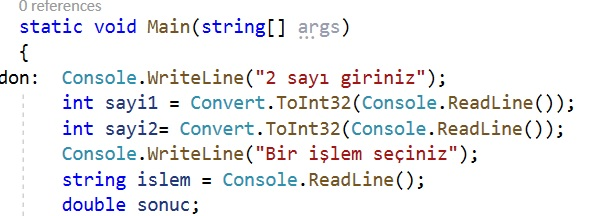 0 references
static void Main(string[] args)
{
don: Console.WriteLine("2 sayı giriniz");
int sayi1 = Convert.ToInt32(Console.ReadLine());
int sayi2= Convert.ToInt32(Console.ReadLine());
Console.WriteLine("Bir işlem seçiniz");
string islem = Console.ReadLine();
double sonuc;